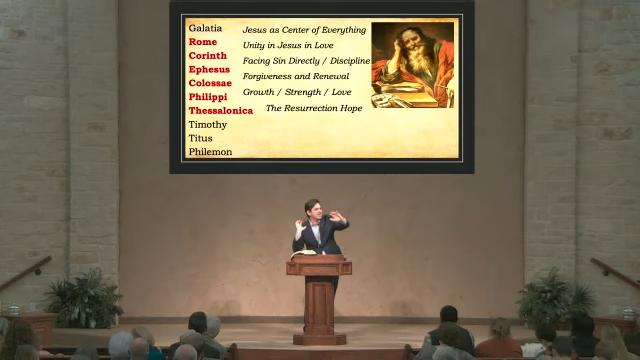 Galatia
Rome
Corinth
Ephesus
Colossae
Philippi
Thessalonica
Timothy
Titus
Philemon
Jesus as Center of Everything
Unity in Jesus in Love
Facing Sin Directly / Discipline
Forgiveness and Renewal
Growth / Strength / Love
The Resurrection Hope